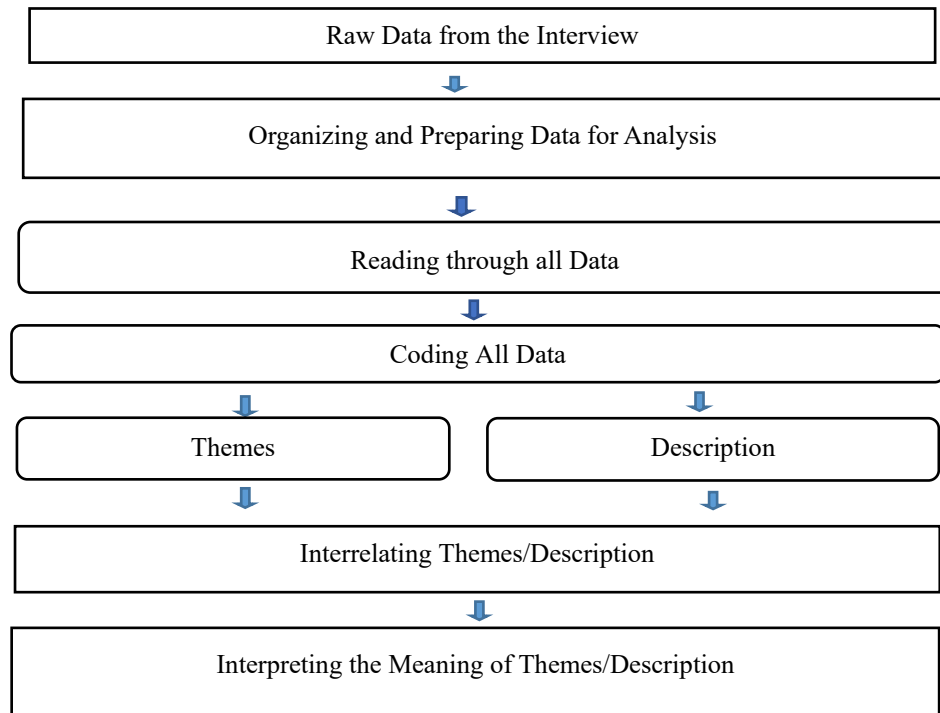 Raw Data from the Interview
Organizing and Preparing Data for Analysis
Reading through all Data
Coding All Data
Themes
Description
Interrelating Themes/Description
Interpreting the Meaning of Themes/Description